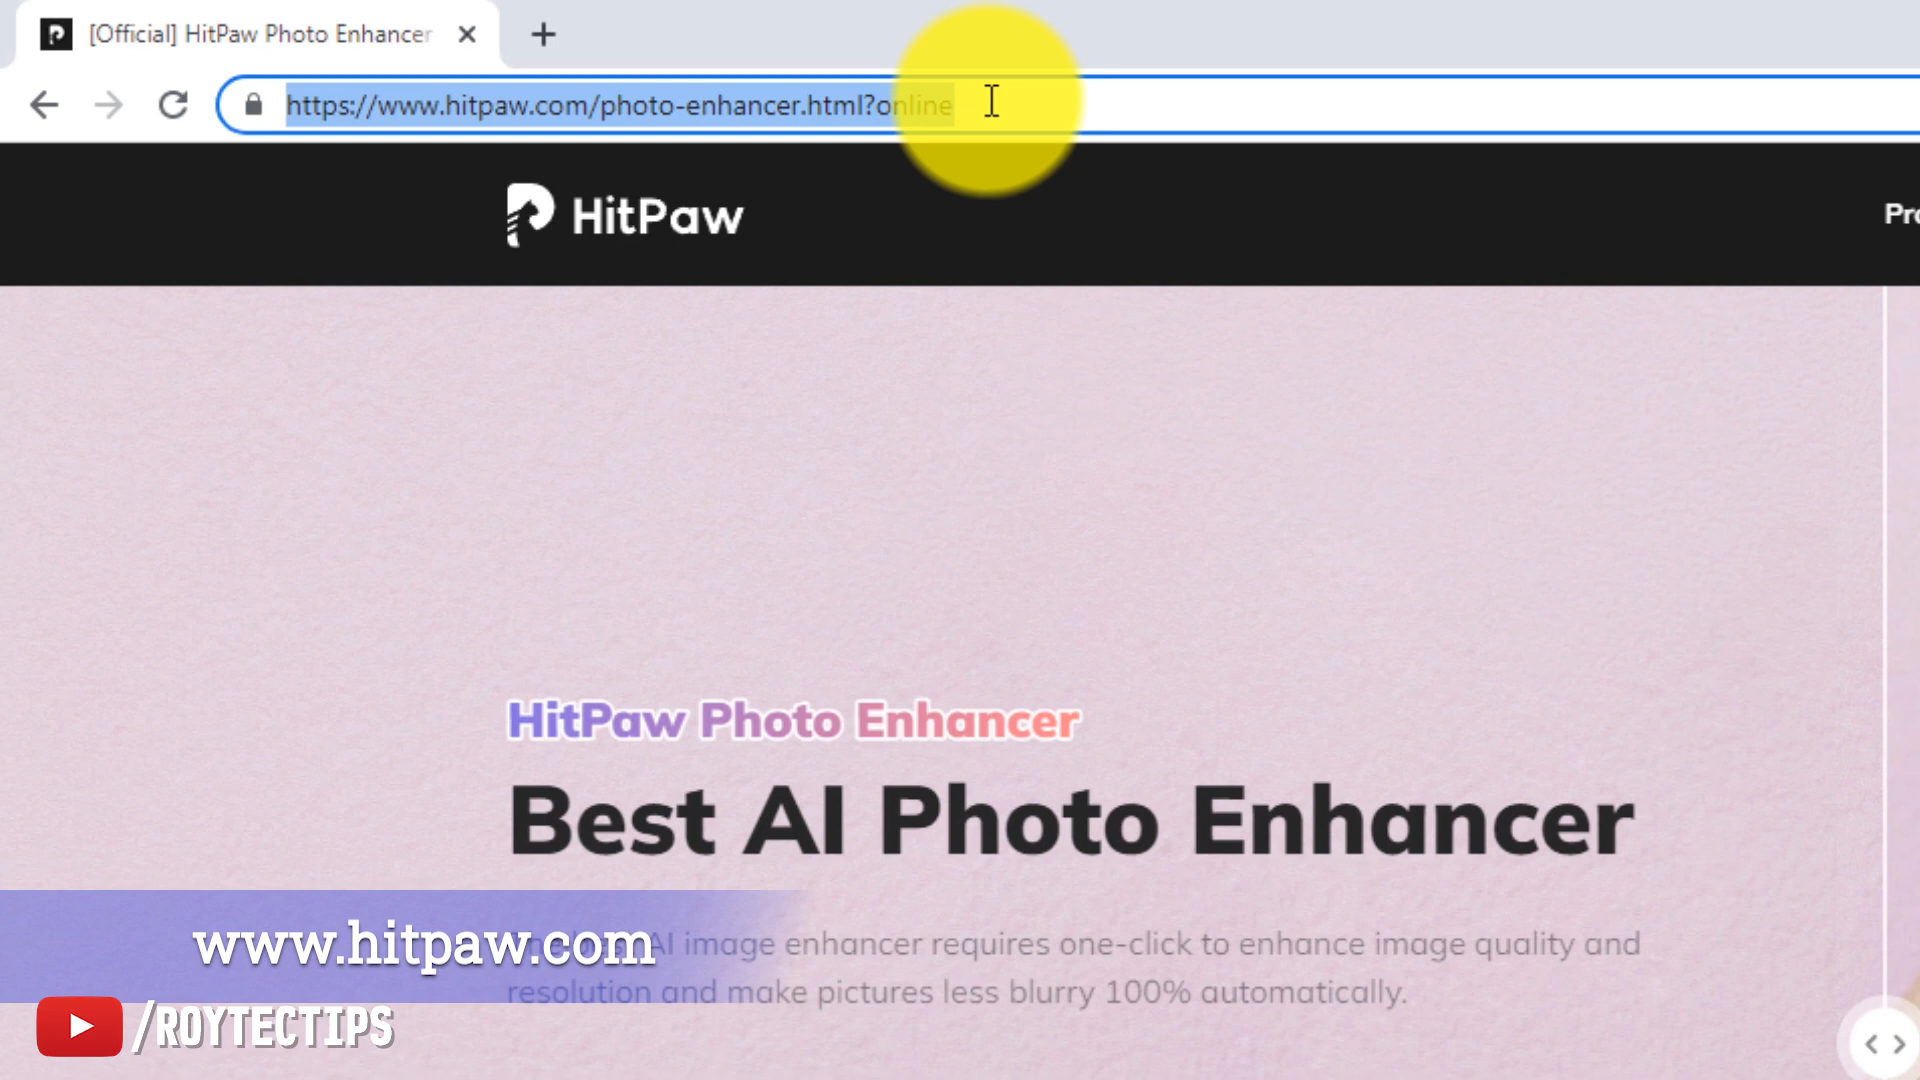 [Official] HitPaw Photo Enhancer
https://www.hitpaw.com/photo-enhancer.html?online
HitPaw
HitPaw Photo Enhancer
Best AI Photo Enhancer
AI image enhancer requires one-click to enhance image quality and
resolution and make pictures less blurry 100% automatically.
www.hitpaw.com
/ROYTECTIPS